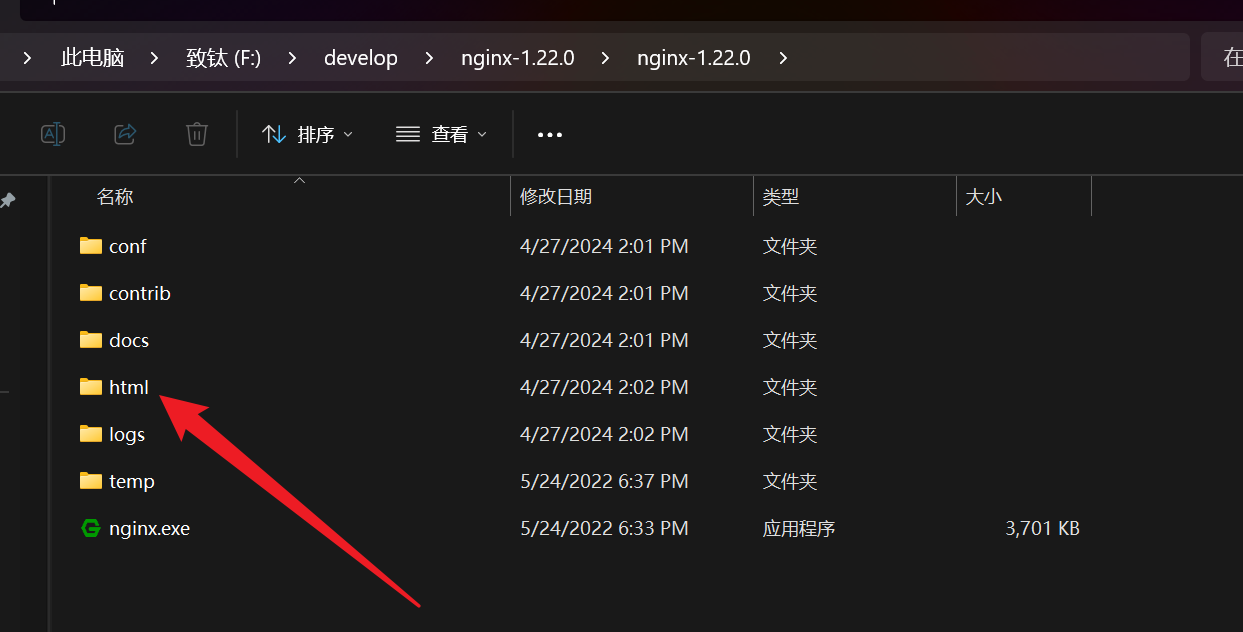 此电脑 致钛 (F:) develop nginx-1.22.0 nginx-1.22.0
在
排序 查看
名称 修改日期 类型 大小
conf 4/27/2024 2:01 PM 文件夹
contrib 4/27/2024 2:01 PM 文件夹
docs 4/27/2024 2:01 PM 文件夹
html 4/27/2024 2:02 PM 文件夹
logs 4/27/2024 2:02 PM 文件夹
temp 5/24/2022 6:37 PM 文件夹
nginx.exe 5/24/2022 6:33 PM 应用程序 3,701 KB